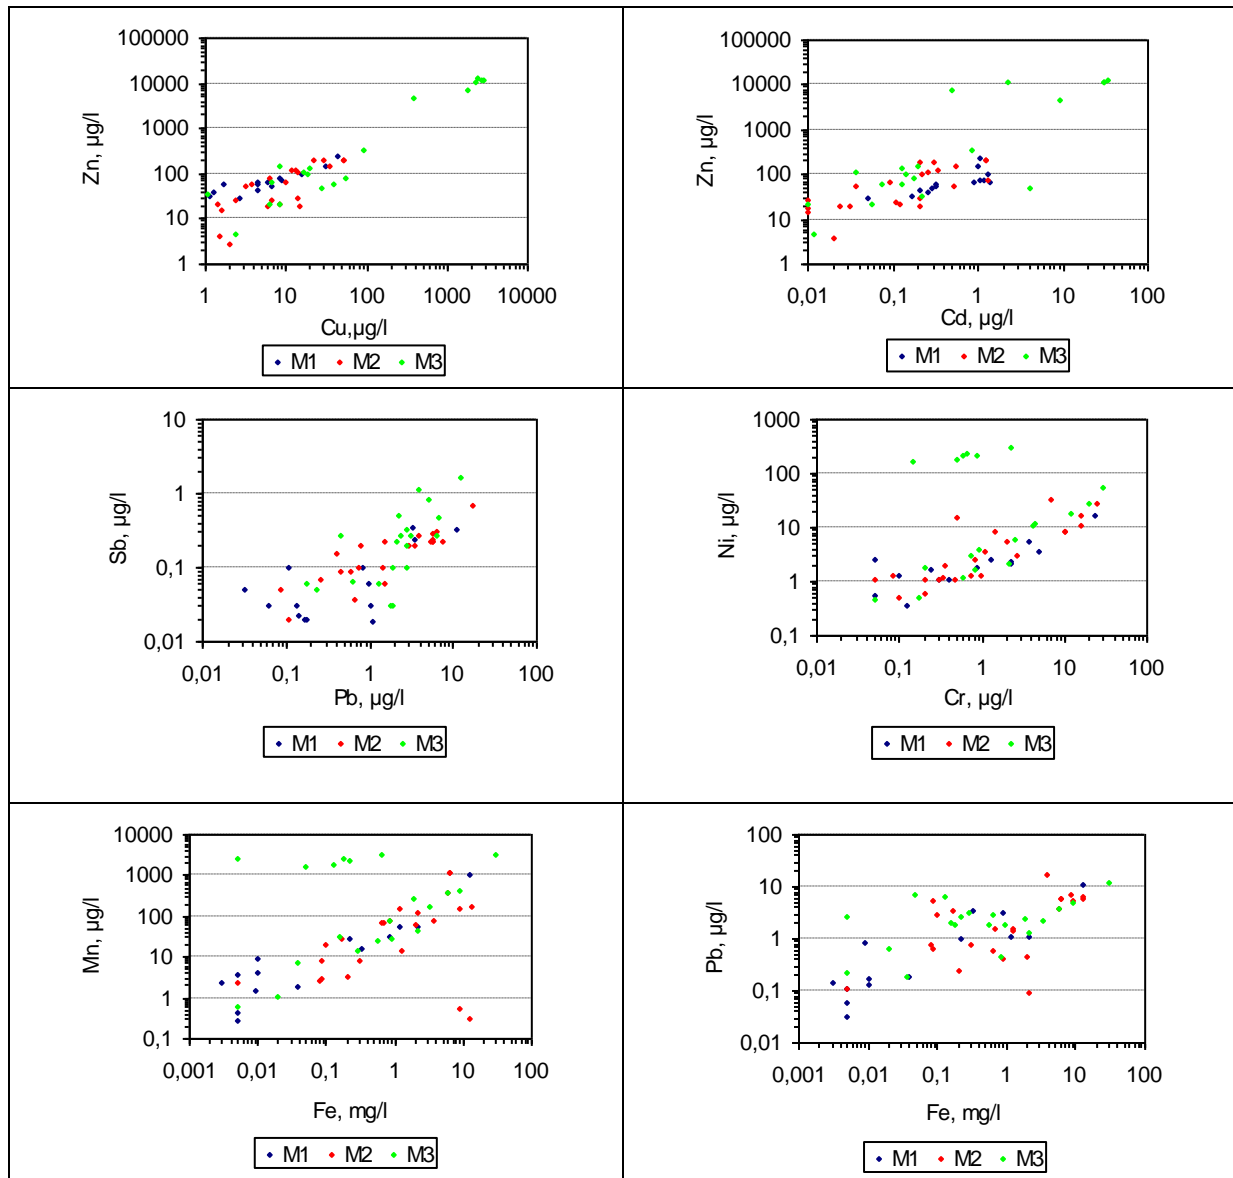 100000
10000
1000
100
10
1
Zn, µg/l
1 10 100 1000 10000
Cu,µg/l
M1 M2 M3
100000
10000
1000
100
10
1
Zn, µg/l
0,01 0,1 1 10 100
Cd, µg/l
M1 M2 M3
10
1
0,1
0,01
Sb, µg/l
0,01 0,1 1 10 100
Pb, µg/l
M1 M2 M3
1000
100
10
1
0,1
Ni, µg/l
0,01 0,1 1 10 100
Cr, µg/l
M1 M2 M3
10000
1000
100
10
1
0,1
Mn, µg/l
0,001 0,01 0,1 1 10 100
Fe, mg/l
M1 M2 M3
100
10
1
0,1
0,01
Pb, µg/l
0,001 0,01 0,1 1 10 100
Fe, mg/l
M1 M2 M3